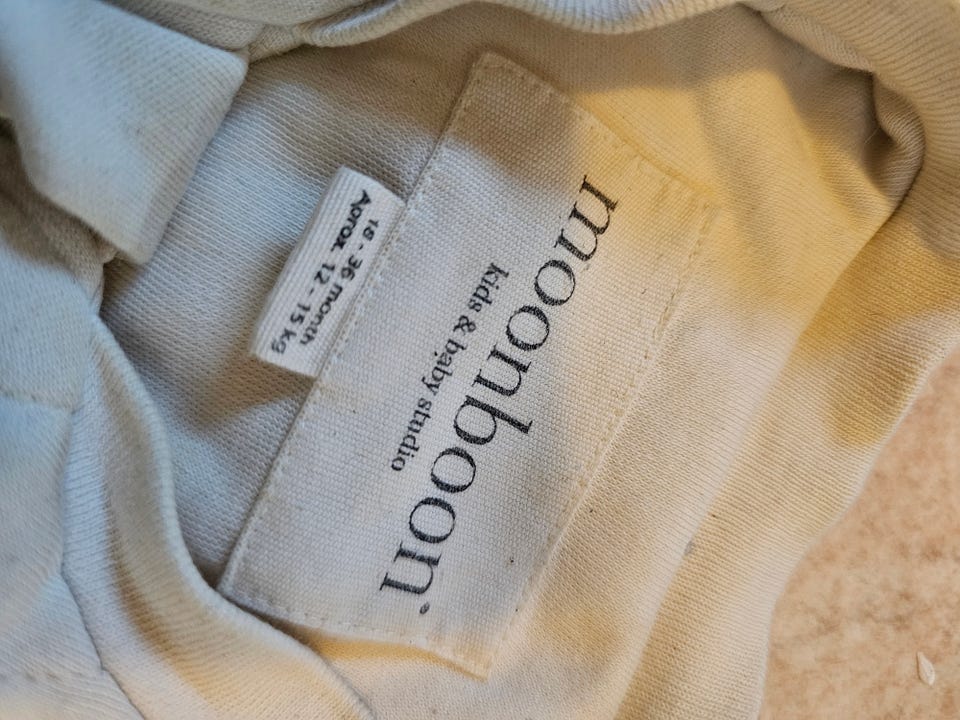 moonboon®
kids & baby studio
18 - 36 month
Aprox. 12 - 15 kg